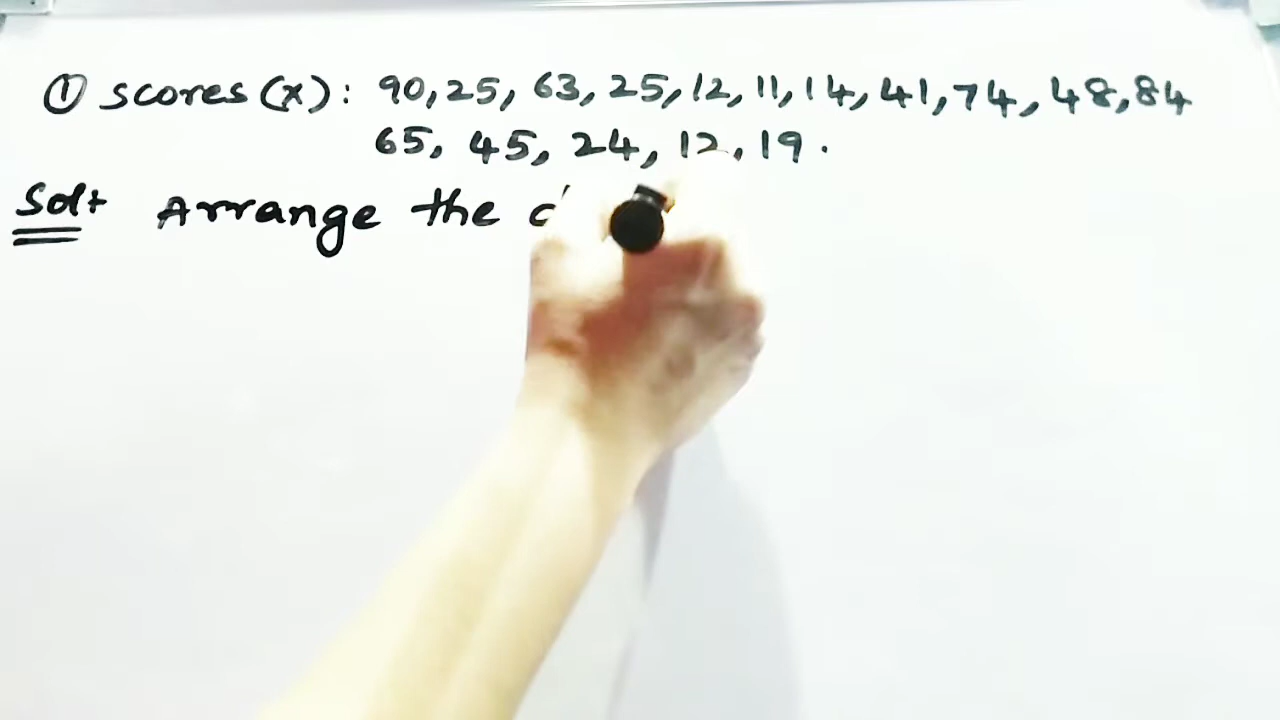 ① scores (x): 90, 25, 63, 25, 12, 11, 14, 41, 74, 48, 84
65, 45, 24, 12, 19.
Sol+ Arrange the